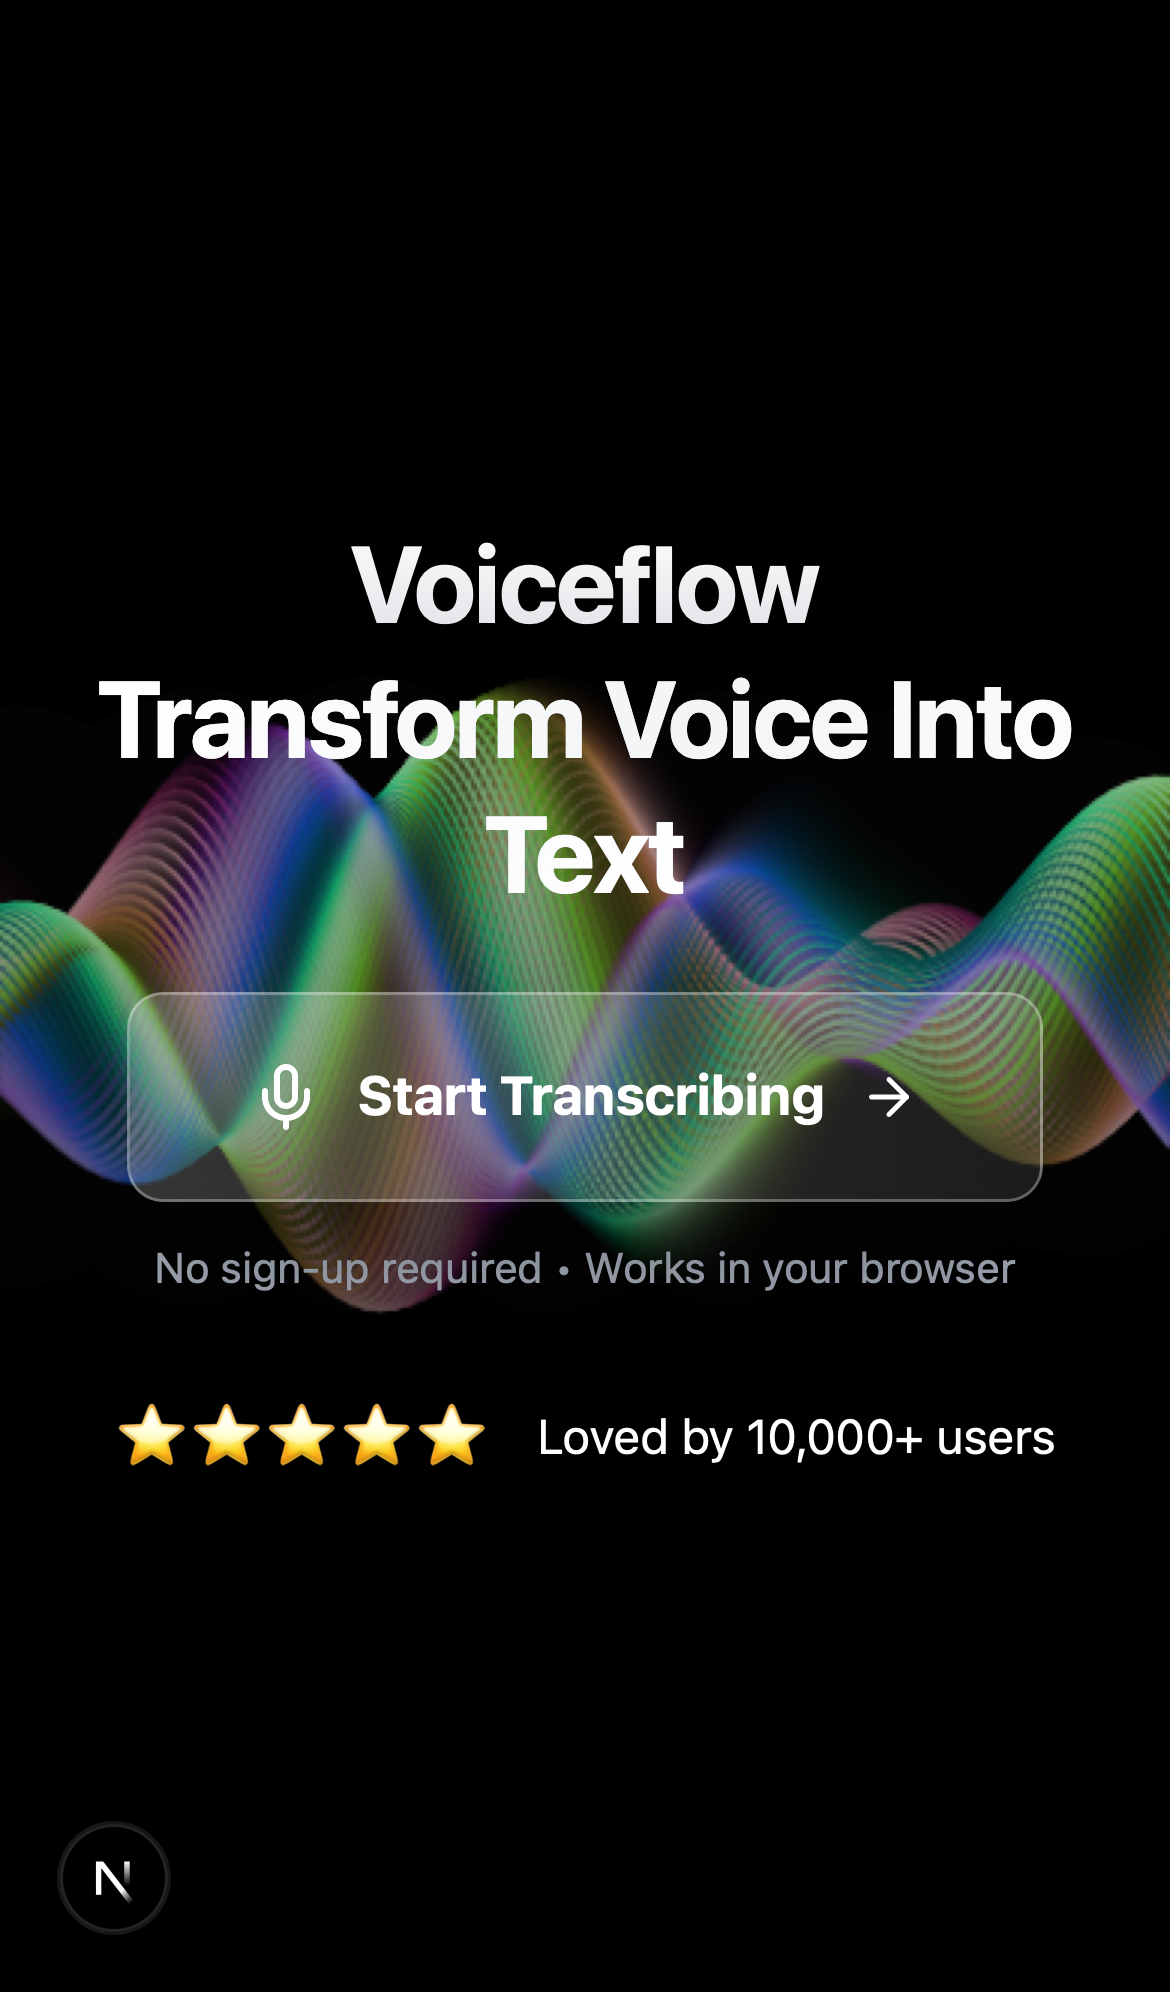 Voiceflow
Transform Voice Into
Text
Start Transcribing
No sign-up required • Works in your browser
Loved by 10,000+ users
N